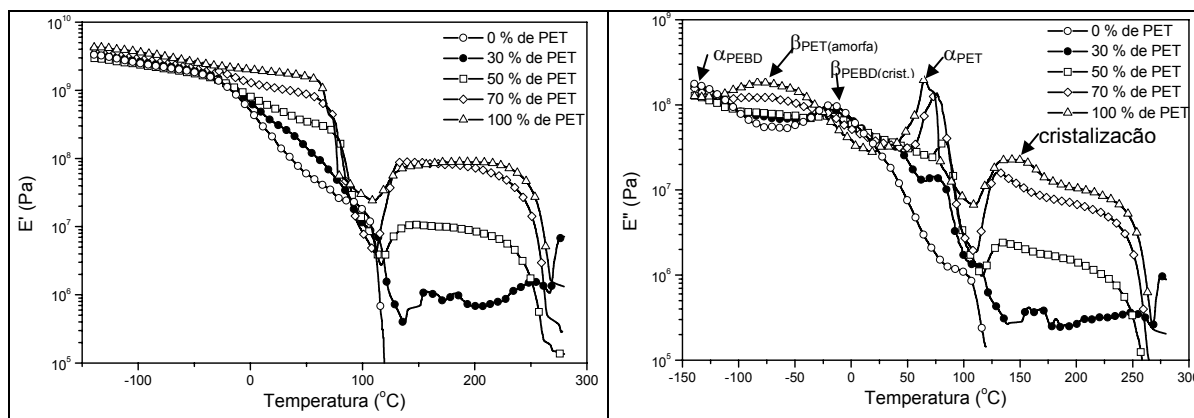 10¹⁰
10⁹
10⁸
10⁷
10⁶
10⁵
E' (Pa)
0 % de PET
30 % de PET
50 % de PET
70 % de PET
100 % de PET
-100 0 100 200 300
Temperatura (°C)
10⁹
10⁸
10⁷
10⁶
10⁵
E'' (Pa)
αPEBD
βPET(amorfa)
βPEBD(crist.)
αPET
0 % de PET
30 % de PET
50 % de PET
70 % de PET
100 % de PET
cristalização
-150 -100 -50 0 50 100 150 200 250 300
Temperatura (°C)